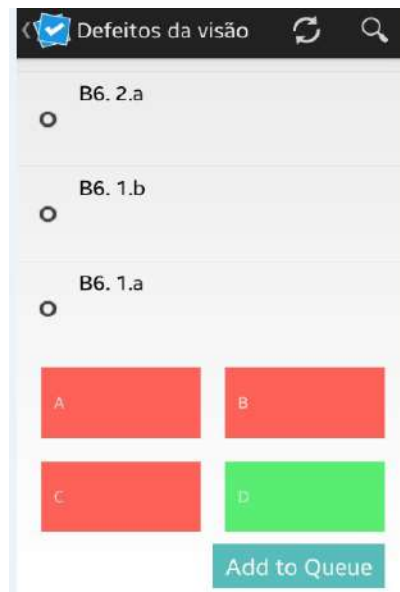 Defeitos da visão
B6. 2.a
B6. 1.b
B6. 1.a
A B
C D
Add to Queue